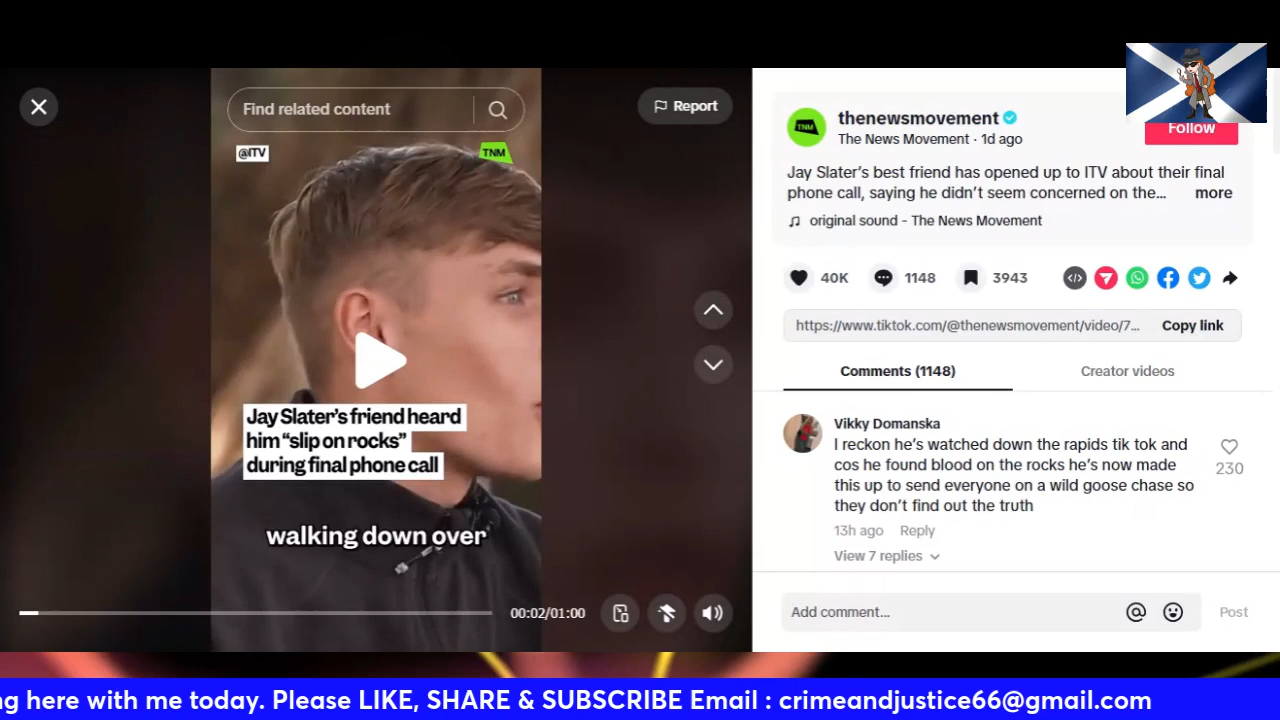 Find related content
Report
@ITV
TNM
Jay Slater's friend heard
him “slip on rocks”
during final phone call
walking down over
00:02/01:00
TNM
thenewsmovement
The News Movement · 1d ago
Follow
Jay Slater's best friend has opened up to ITV about their final
phone call, saying he didn't seem concerned on the... more
original sound - The News Movement
40K
1148
3943
https://www.tiktok.com/@thenewsmovement/video/7... Copy link
Comments (1148)
Creator videos
Vikky Domanska
I reckon he's watched down the rapids tik tok and
cos he found blood on the rocks he's now made
this up to send everyone on a wild goose chase so
they don't find out the truth
230
13h ago Reply
View 7 replies
Add comment...
Post
ng here with me today. Please LIKE, SHARE & SUBSCRIBE Email : crimeandjustice66@gmail.com